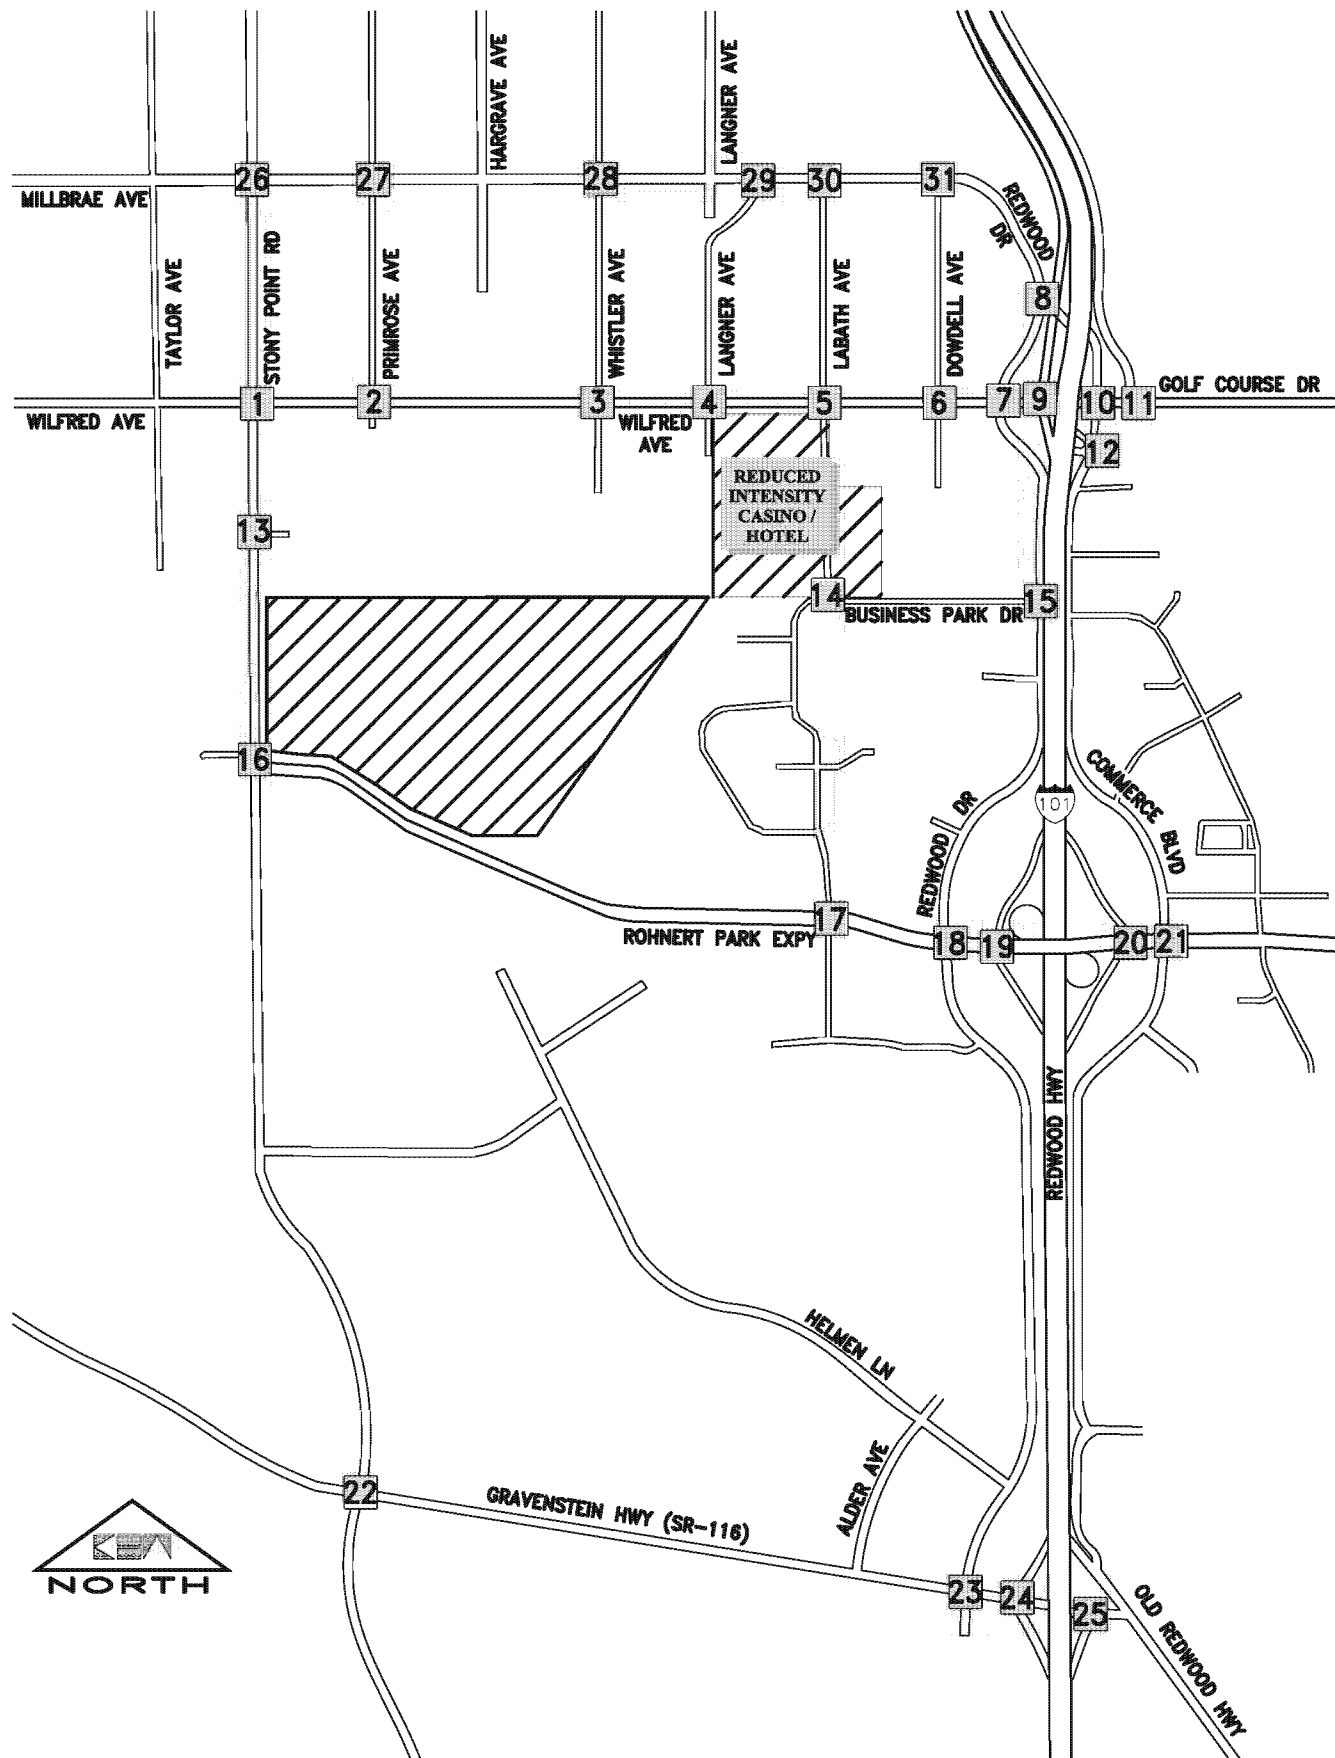 HARGRAVE AVE
LANGNER AVE
26
27
28
29
30
31
MILLBRAE AVE
REDWOOD
DR
TAYLOR AVE
STONY POINT RD
PRIMROSE AVE
WHISTLER AVE
LANGNER AVE
LABATH AVE
DOWDELL AVE
8
GOLF COURSE DR
1
2
3
4
5
6
7
9
10
11
WILFRED AVE
WILFRED
AVE
12
REDUCED
INTENSITY
CASINO /
HOTEL
13
14
15
BUSINESS PARK DR
16
COMMERCE BLVD
101
REDWOOD DR
17
ROHNERT PARK EXPY
18
19
20
21
REDWOOD HWY
HELMEN LN
ALDER AVE
22
GRAVENSTEIN HWY (SR-116)
NORTH
23
24
25
OLD REDWOOD HWY